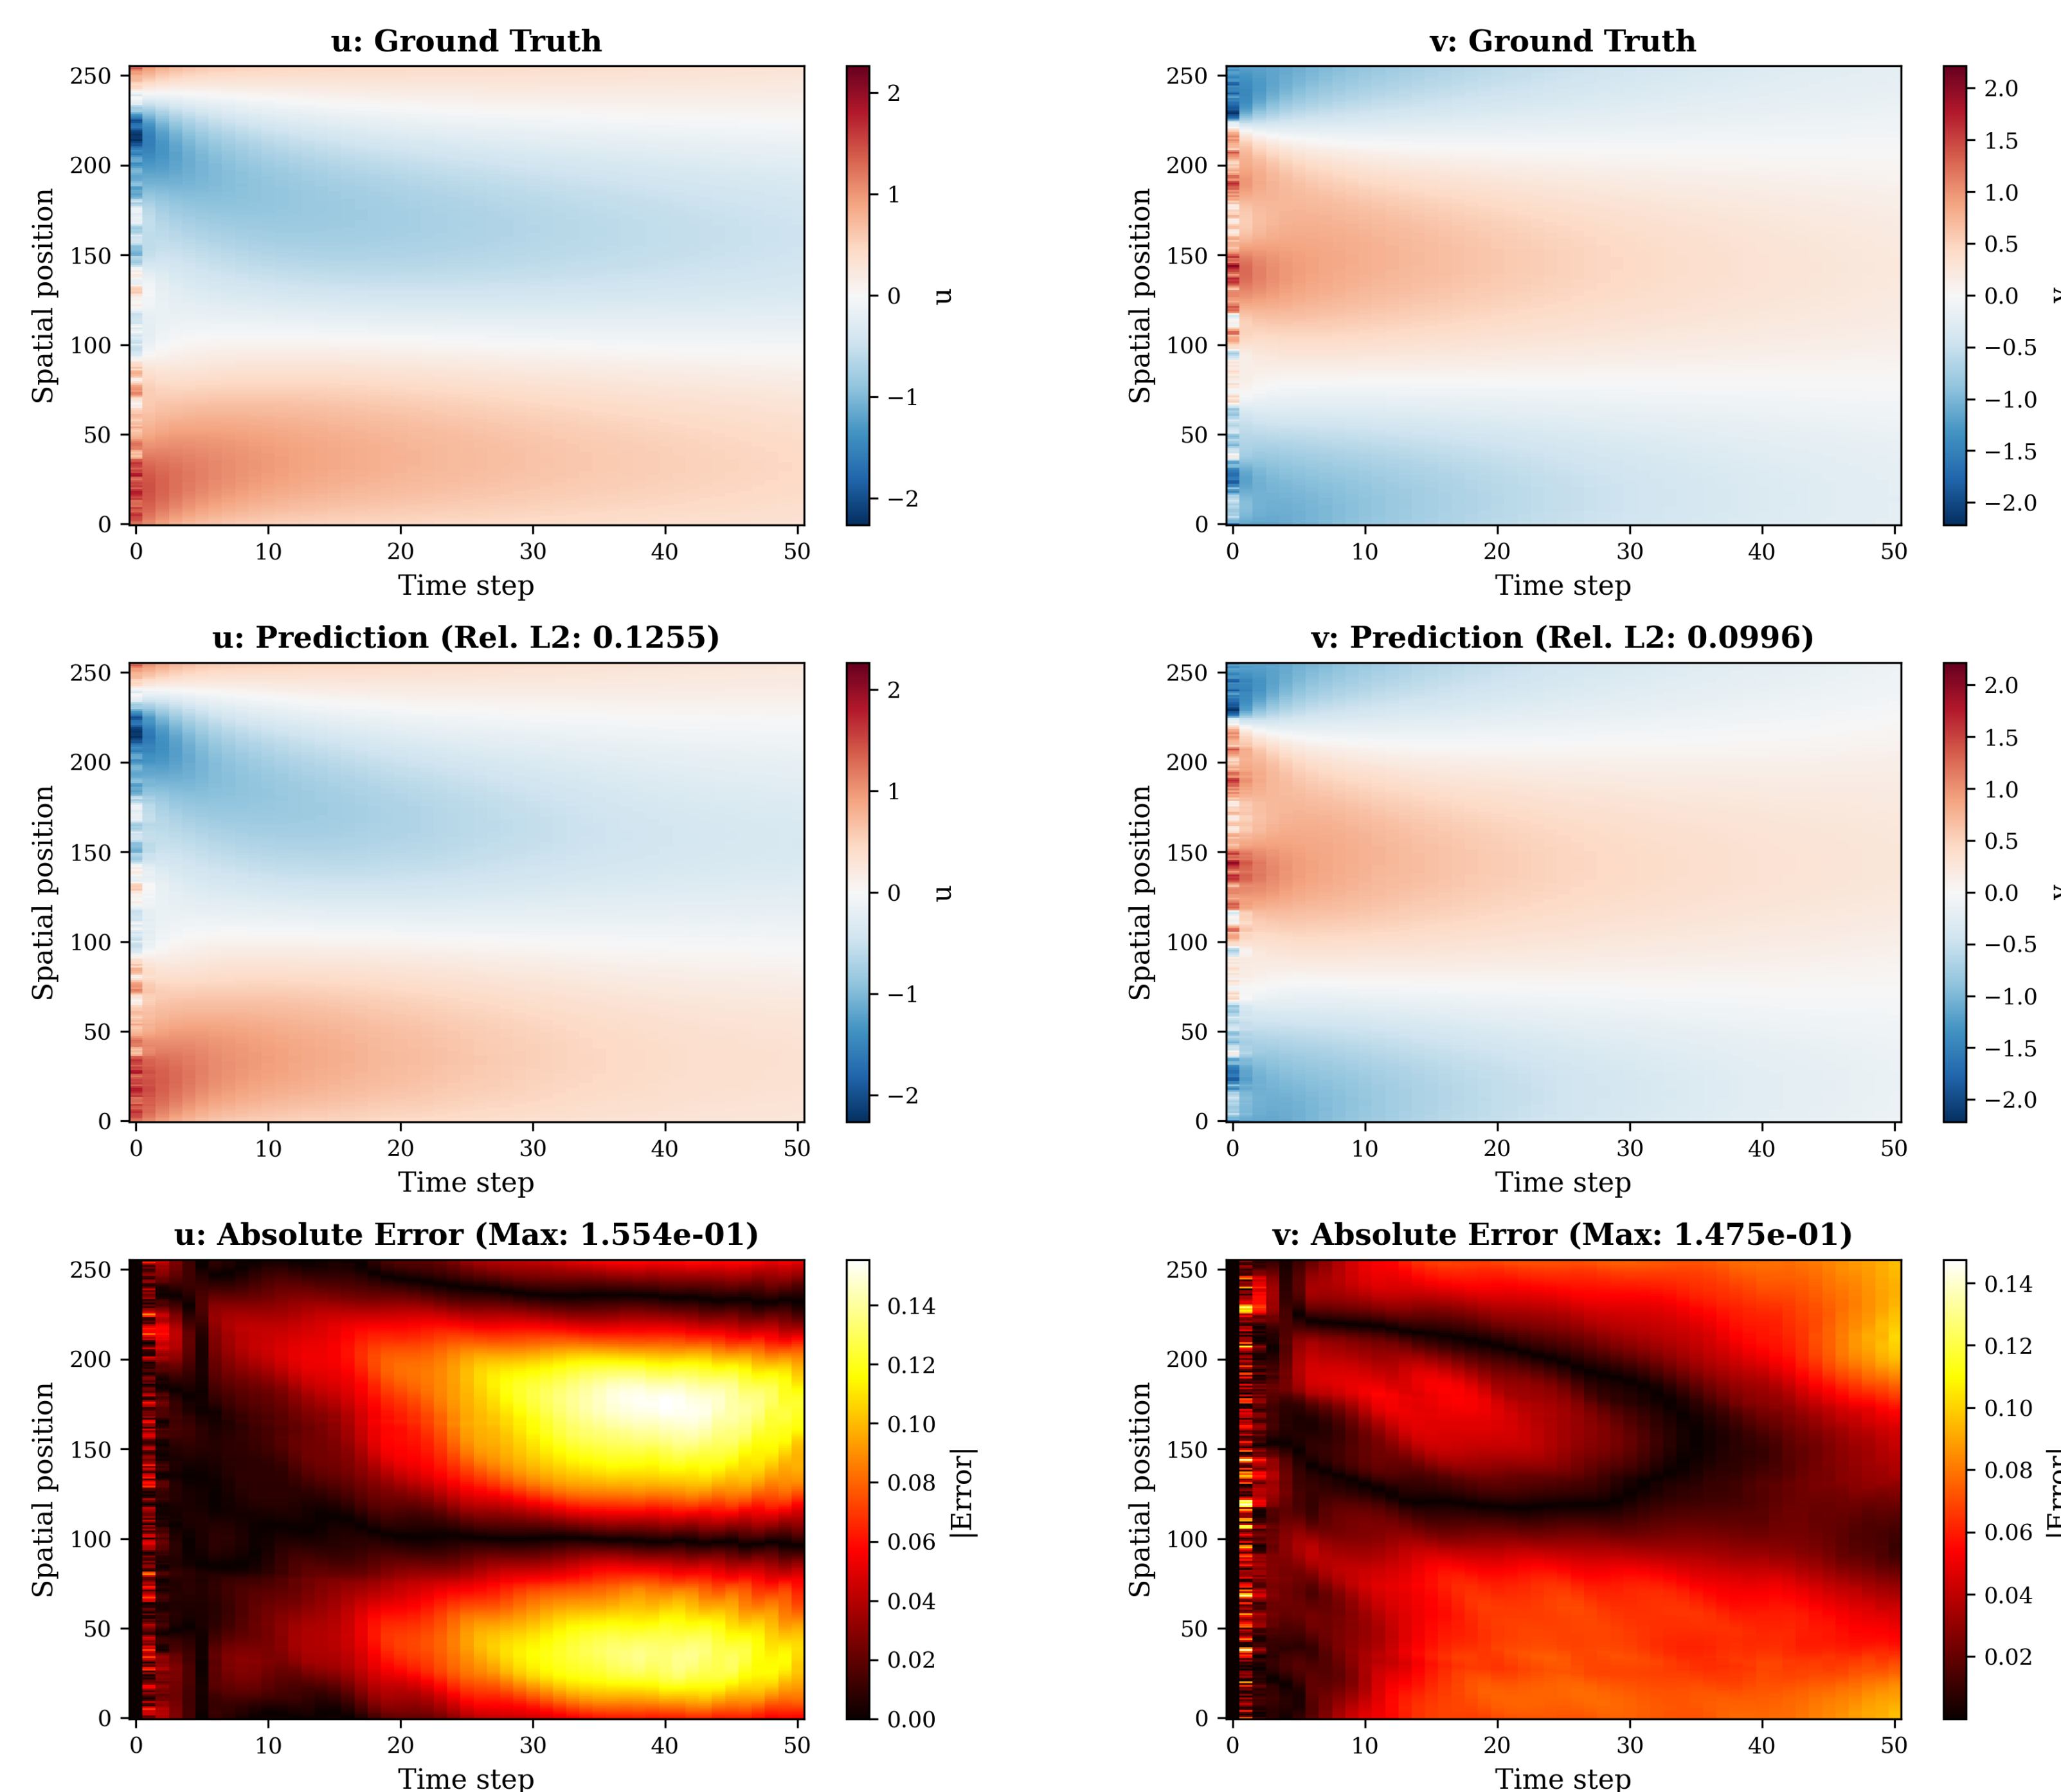 u: Ground Truth
250
200
150
100
50
0
Spatial position
0 10 20 30 40 50
Time step
2
1
0
−1
−2
u
v: Ground Truth
250
200
150
100
50
0
Spatial position
0 10 20 30 40 50
Time step
2.0
1.5
1.0
0.5
0.0
−0.5
−1.0
−1.5
−2.0
u: Prediction (Rel. L2: 0.1255)
250
200
150
100
50
0
Spatial position
0 10 20 30 40 50
Time step
2
1
0
−1
−2
u
v: Prediction (Rel. L2: 0.0996)
250
200
150
100
50
0
Spatial position
0 10 20 30 40 50
Time step
2.0
1.5
1.0
0.5
0.0
−0.5
−1.0
−1.5
−2.0
u: Absolute Error (Max: 1.554e-01)
250
200
150
100
50
0
Spatial position
0 10 20 30 40 50
Time step
0.14
0.12
0.10
0.08
0.06
0.04
0.02
0.00
|Error|
v: Absolute Error (Max: 1.475e-01)
250
200
150
100
50
0
Spatial position
0 10 20 30 40 50
Time step
0.14
0.12
0.10
0.08
0.06
0.04
0.02
|Error|